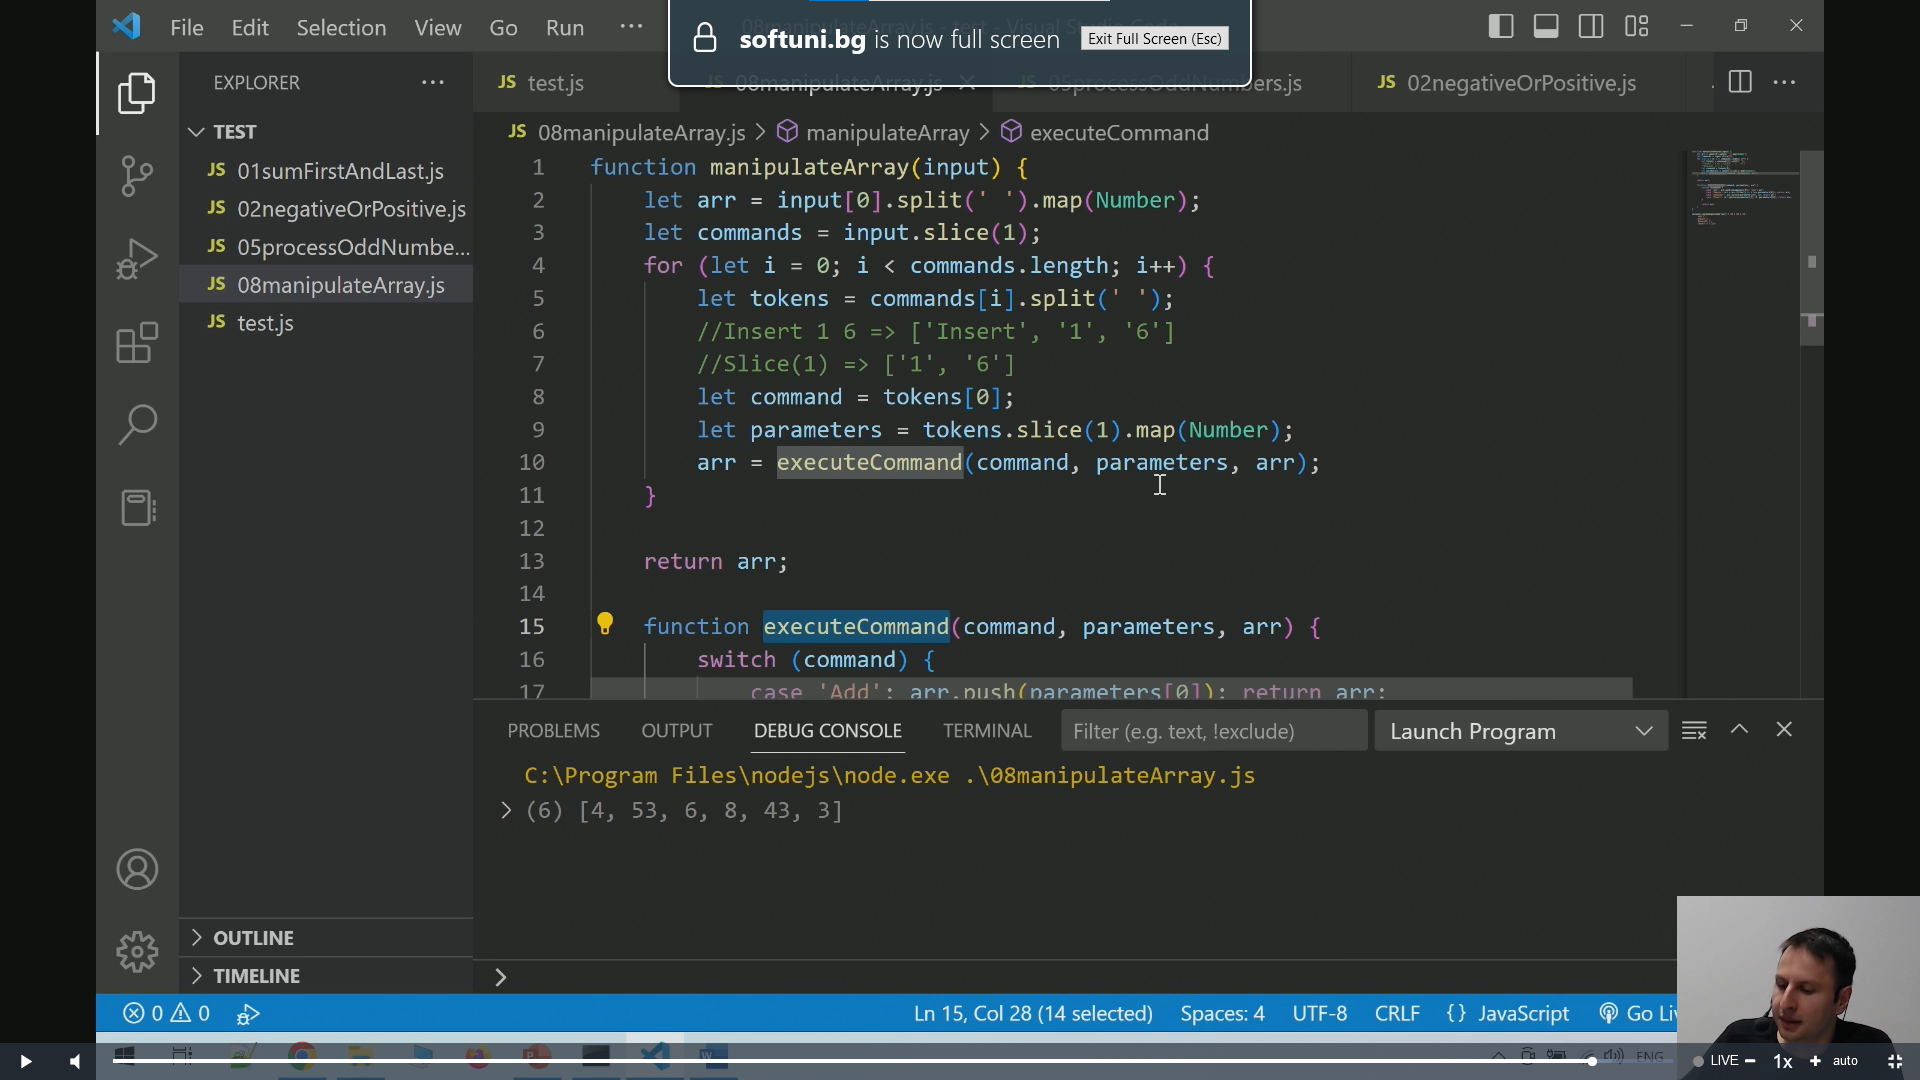 File Edit Selection View Go Run ...
softuni.bg is now full screen Exit Full Screen (Esc)
EXPLORER
JS test.js
JS 08manipulateArray.js
JS 05processOddNumbers.js
JS 02negativeOrPositive.js
TEST
JS 01sumFirstAndLast.js
JS 02negativeOrPositive.js
JS 05processOddNumbe...
JS 08manipulateArray.js
JS test.js
OUTLINE
TIMELINE
JS 08manipulateArray.js > manipulateArray > executeCommand
1 function manipulateArray(input) {
2 let arr = input[0].split(' ').map(Number);
3 let commands = input.slice(1);
4 for (let i = 0; i < commands.length; i++) {
5 let tokens = commands[i].split(' ');
6 //Insert 1 6 => ['Insert', '1', '6']
7 //Slice(1) => ['1', '6']
8 let command = tokens[0];
9 let parameters = tokens.slice(1).map(Number);
10 arr = executeCommand(command, parameters, arr);
11 }
12
13 return arr;
14
15 function executeCommand(command, parameters, arr) {
16 switch (command) {
17 case 'Add': arr.push(parameters[0]); return arr;
PROBLEMS OUTPUT DEBUG CONSOLE TERMINAL Filter (e.g. text, !exclude) Launch Program
C:\Program Files\nodejs\node.exe .\08manipulateArray.js
> (6) [4, 53, 6, 8, 43, 3]
>
0 0 Ln 15, Col 28 (14 selected) Spaces: 4 UTF-8 CRLF {} JavaScript Go Li
ENG LIVE 1x auto